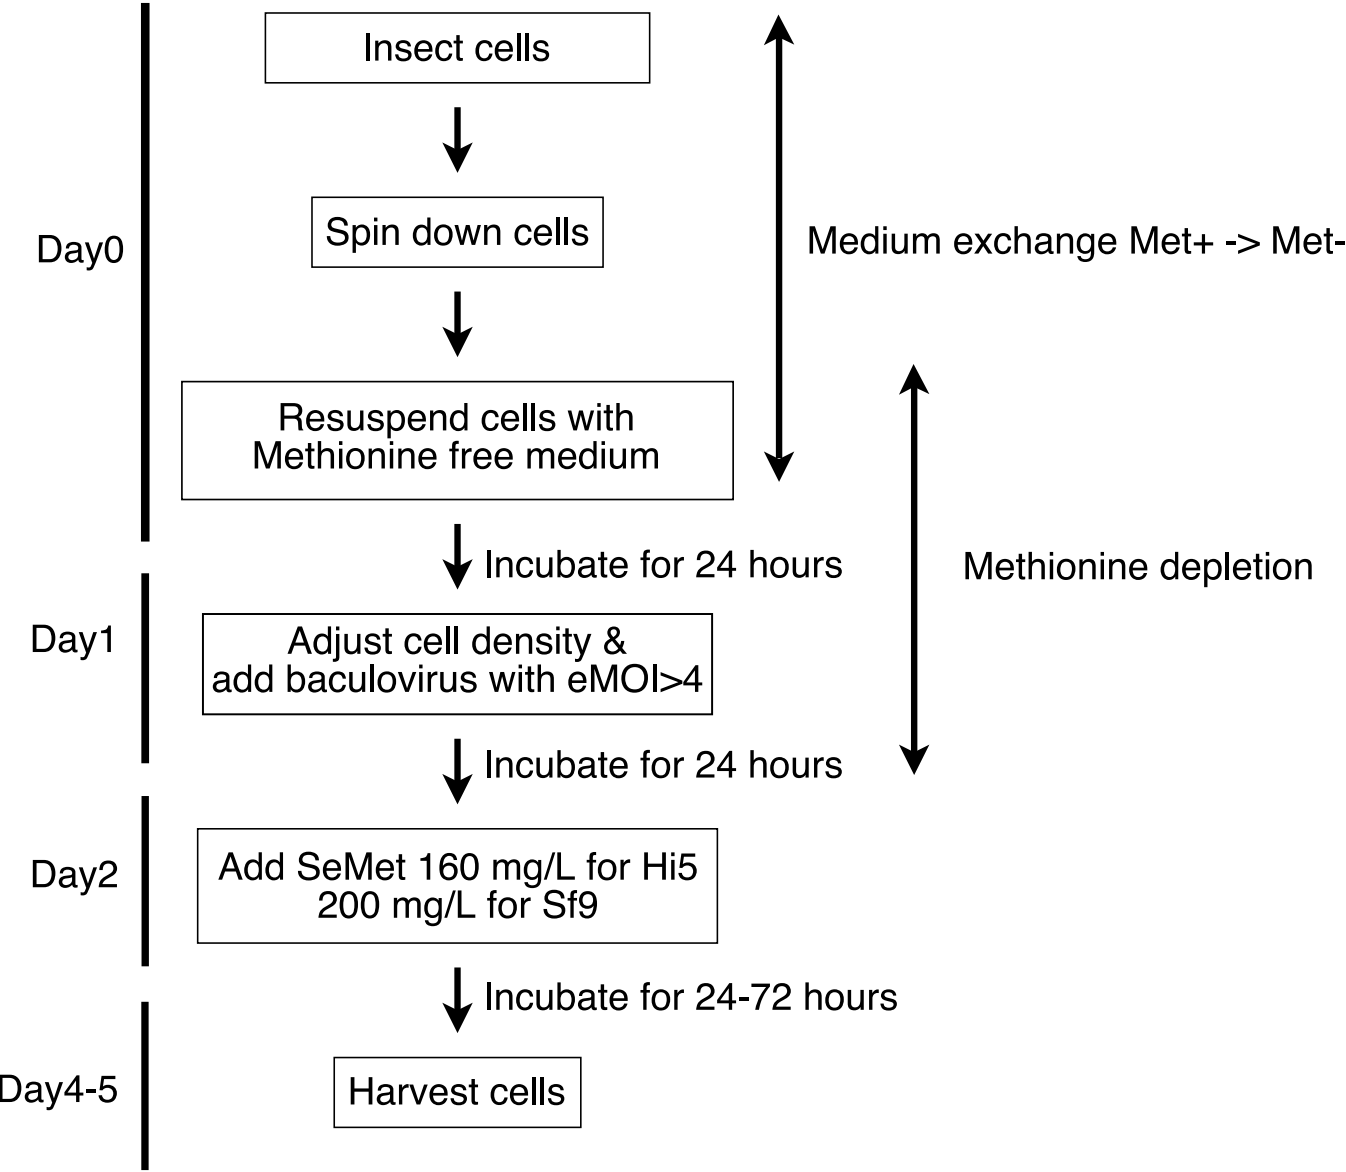 Insect cells
Spin down cells
Day0
Medium exchange Met+ -> Met-
Resuspend cells with
Methionine free medium
Incubate for 24 hours
Methionine depletion
Day1
Adjust cell density &
add baculovirus with eMOI>4
Incubate for 24 hours
Day2
Add SeMet 160 mg/L for Hi5
200 mg/L for Sf9
Incubate for 24-72 hours
Day4-5
Harvest cells